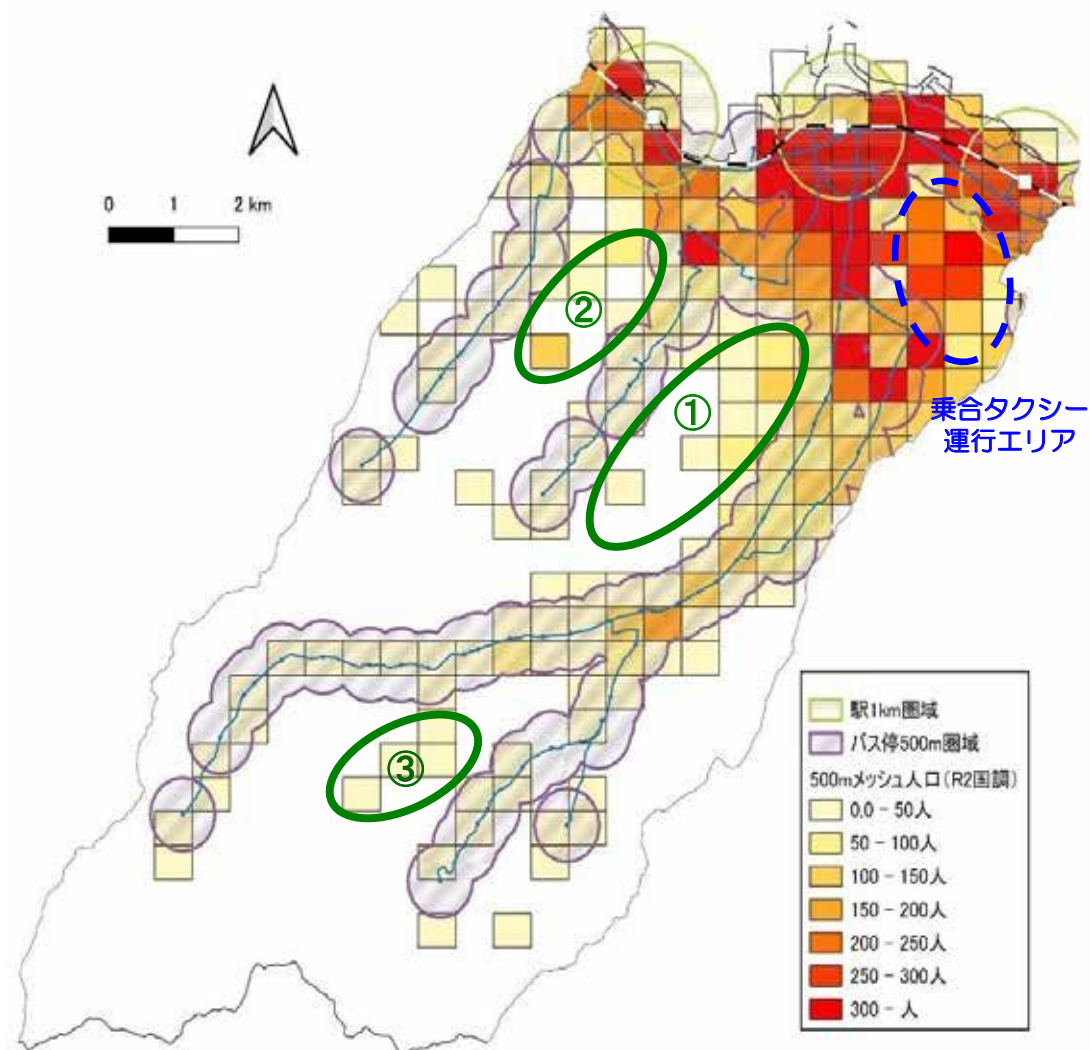 0 1 2 km
②
①
③
乗合タクシー
運行エリア
駅1km圏域
バス停500m圏域
500mメッシュ人口(R2国調)
0.0 - 50人
50 - 100人
100 - 150人
150 - 200人
200 - 250人
250 - 300人
300 - 人